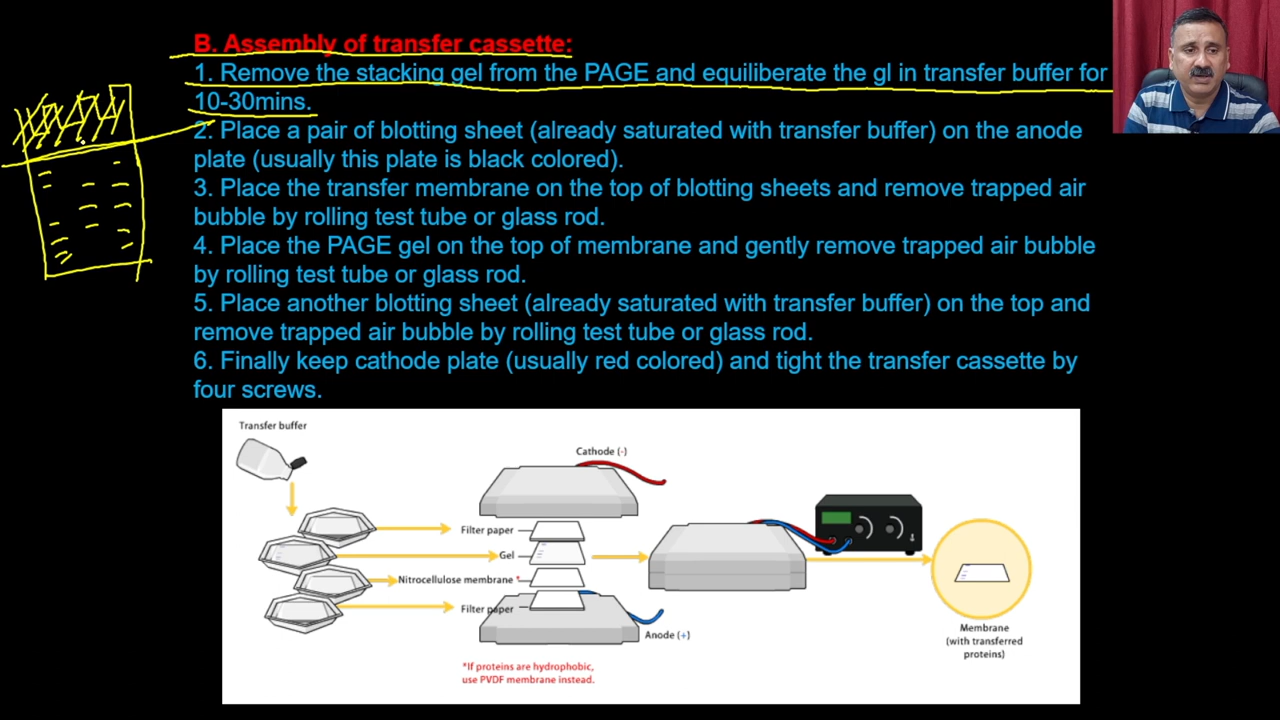 B. Assembly of transfer cassette:
1. Remove the stacking gel from the PAGE and equiliberate the gl in transfer buffer for
10-30mins.
2. Place a pair of blotting sheet (already saturated with transfer buffer) on the anode
plate (usually this plate is black colored).
3. Place the transfer membrane on the top of blotting sheets and remove trapped air
bubble by rolling test tube or glass rod.
4. Place the PAGE gel on the top of membrane and gently remove trapped air bubble
by rolling test tube or glass rod.
5. Place another blotting sheet (already saturated with transfer buffer) on the top and
remove trapped air bubble by rolling test tube or glass rod.
6. Finally keep cathode plate (usually red colored) and tight the transfer cassette by
four screws.
Transfer buffer
Cathode (-)
Filter paper
Gel
Nitrocellulose membrane *
Filter paper
Anode (+)
*If proteins are hydrophobic,
use PVDF membrane instead.
Membrane
(with transferred
proteins)